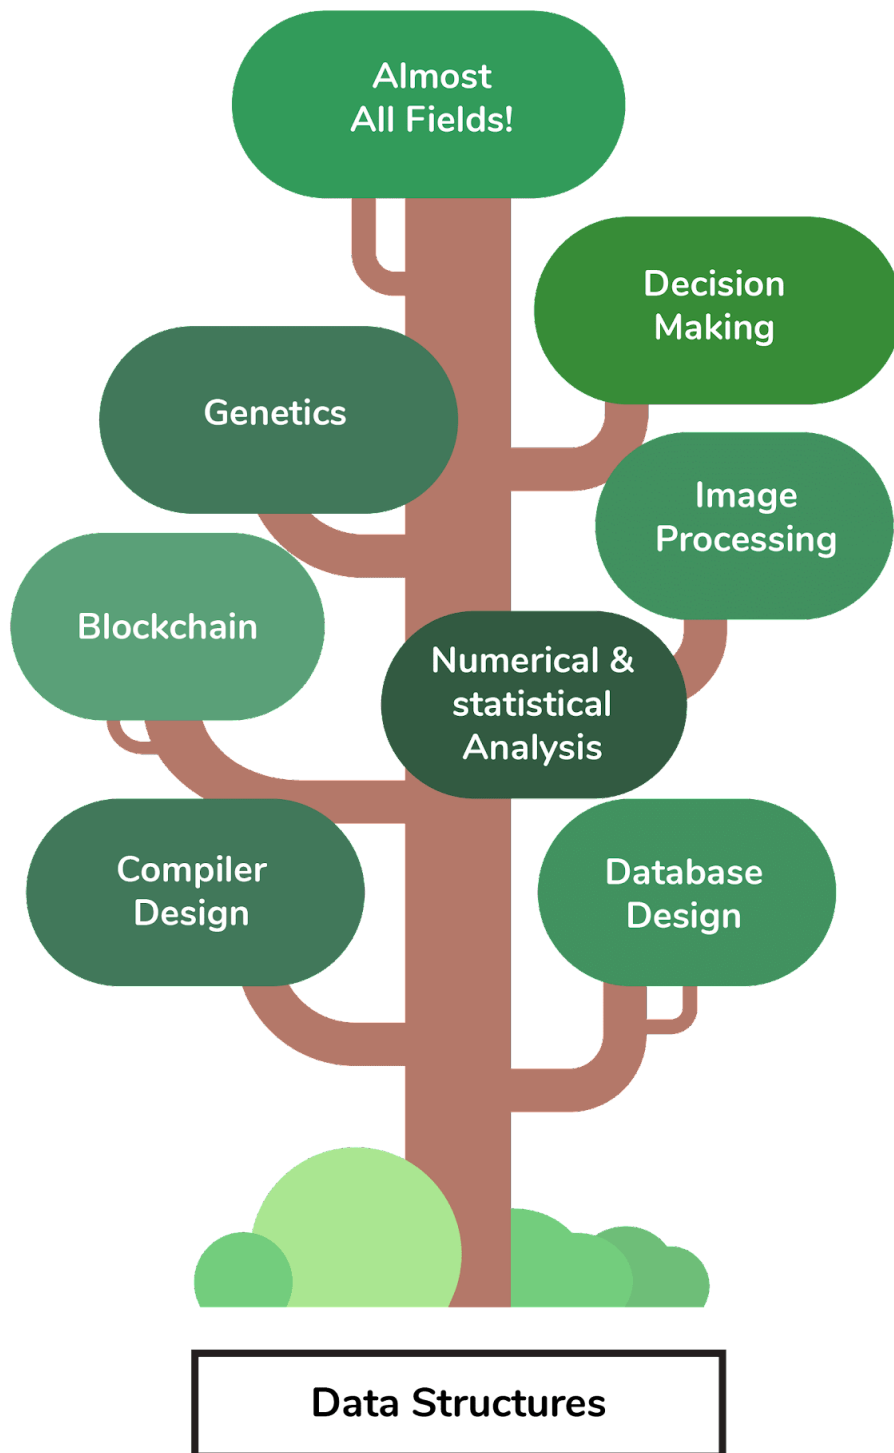 Almost
All Fields!
Decision
Making
Genetics
Image
Processing
Blockchain
Numerical &
statistical
Analysis
Compiler
Design
Database
Design
Data Structures